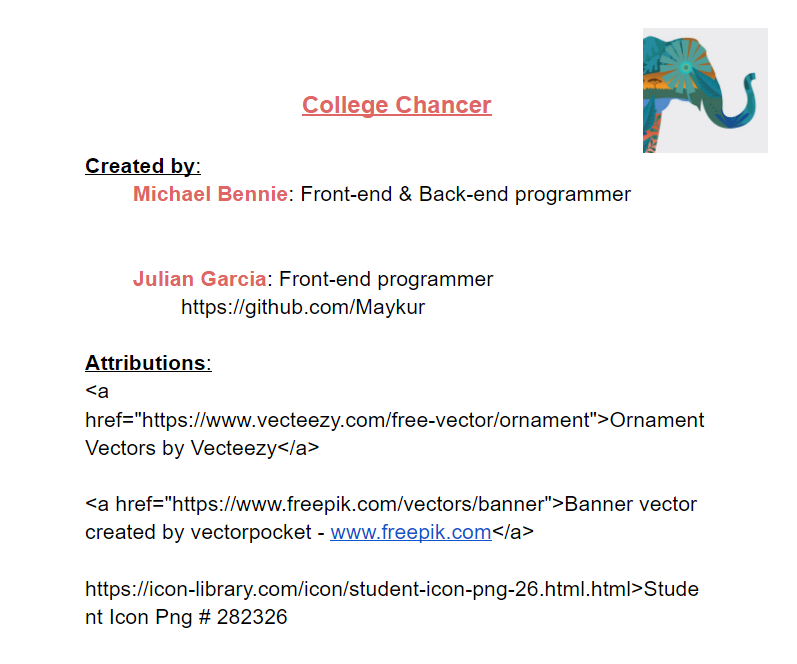 College Chancer
Created by:
Michael Bennie: Front-end & Back-end programmer
Julian Garcia: Front-end programmer
https://github.com/Maykur
Attributions:
<a
href="https://www.vecteezy.com/free-vector/ornament">Ornament
Vectors by Vecteezy</a>
<a href="https://www.freepik.com/vectors/banner">Banner vector
created by vectorpocket - www.freepik.com</a>
https://icon-library.com/icon/student-icon-png-26.html.html>Stude
nt Icon Png # 282326